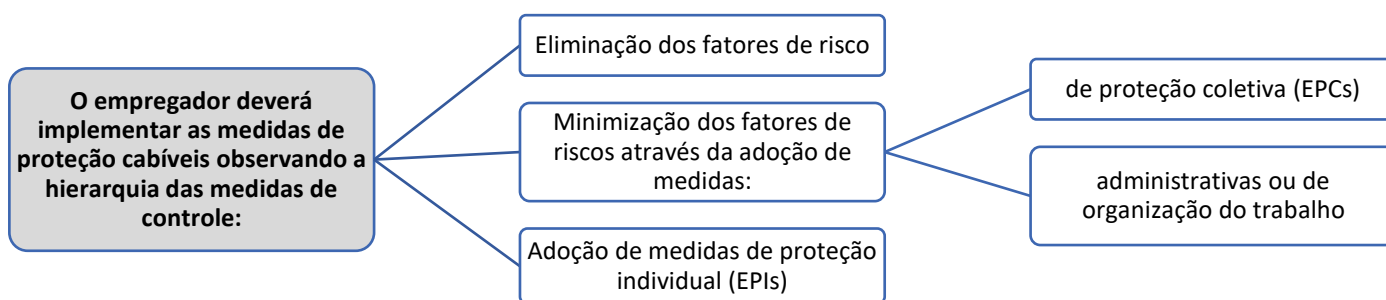 O empregador deverá
implementar as medidas de
proteção cabíveis observando a
hierarquia das medidas de
controle:
Eliminação dos fatores de risco
Minimização dos fatores de
riscos através da adoção de
medidas:
Adoção de medidas de proteção
individual (EPIs)
de proteção coletiva (EPCs)
administrativas ou de
organização do trabalho